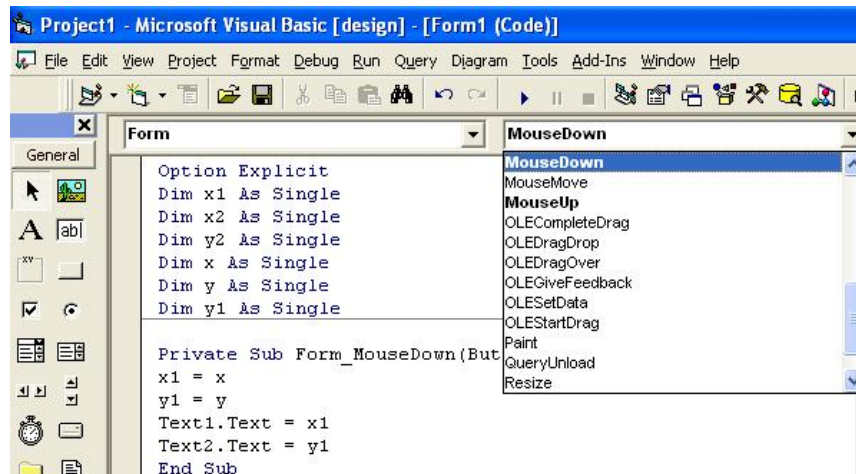 Project1 - Microsoft Visual Basic [design] - [Form1 (Code)]
File Edit View Project Format Debug Run Query Diagram Tools Add-Ins Window Help
General
A
abl
xy
Form
MouseDown
Option Explicit
Dim x1 As Single
Dim x2 As Single
Dim y2 As Single
Dim x As Single
Dim y As Single
Dim y1 As Single
Private Sub Form_MouseDown(But
x1 = x
y1 = y
Text1.Text = x1
Text2.Text = y1
End Sub
MouseDown
MouseMove
MouseUp
OLECompleteDrag
OLEDragDrop
OLEDragOver
OLEGiveFeedback
OLESetData
OLEStartDrag
Paint
QueryUnload
Resize